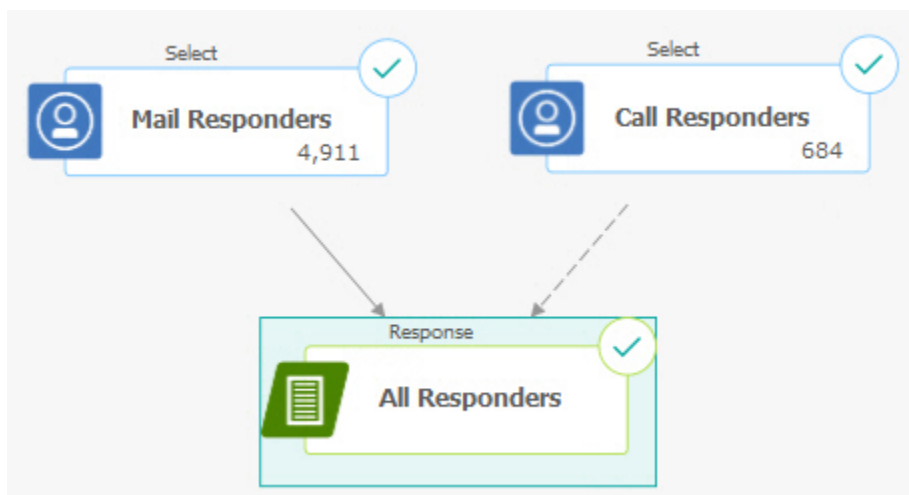 Select
Mail Responders
4,911
Select
Call Responders
684
Response
All Responders